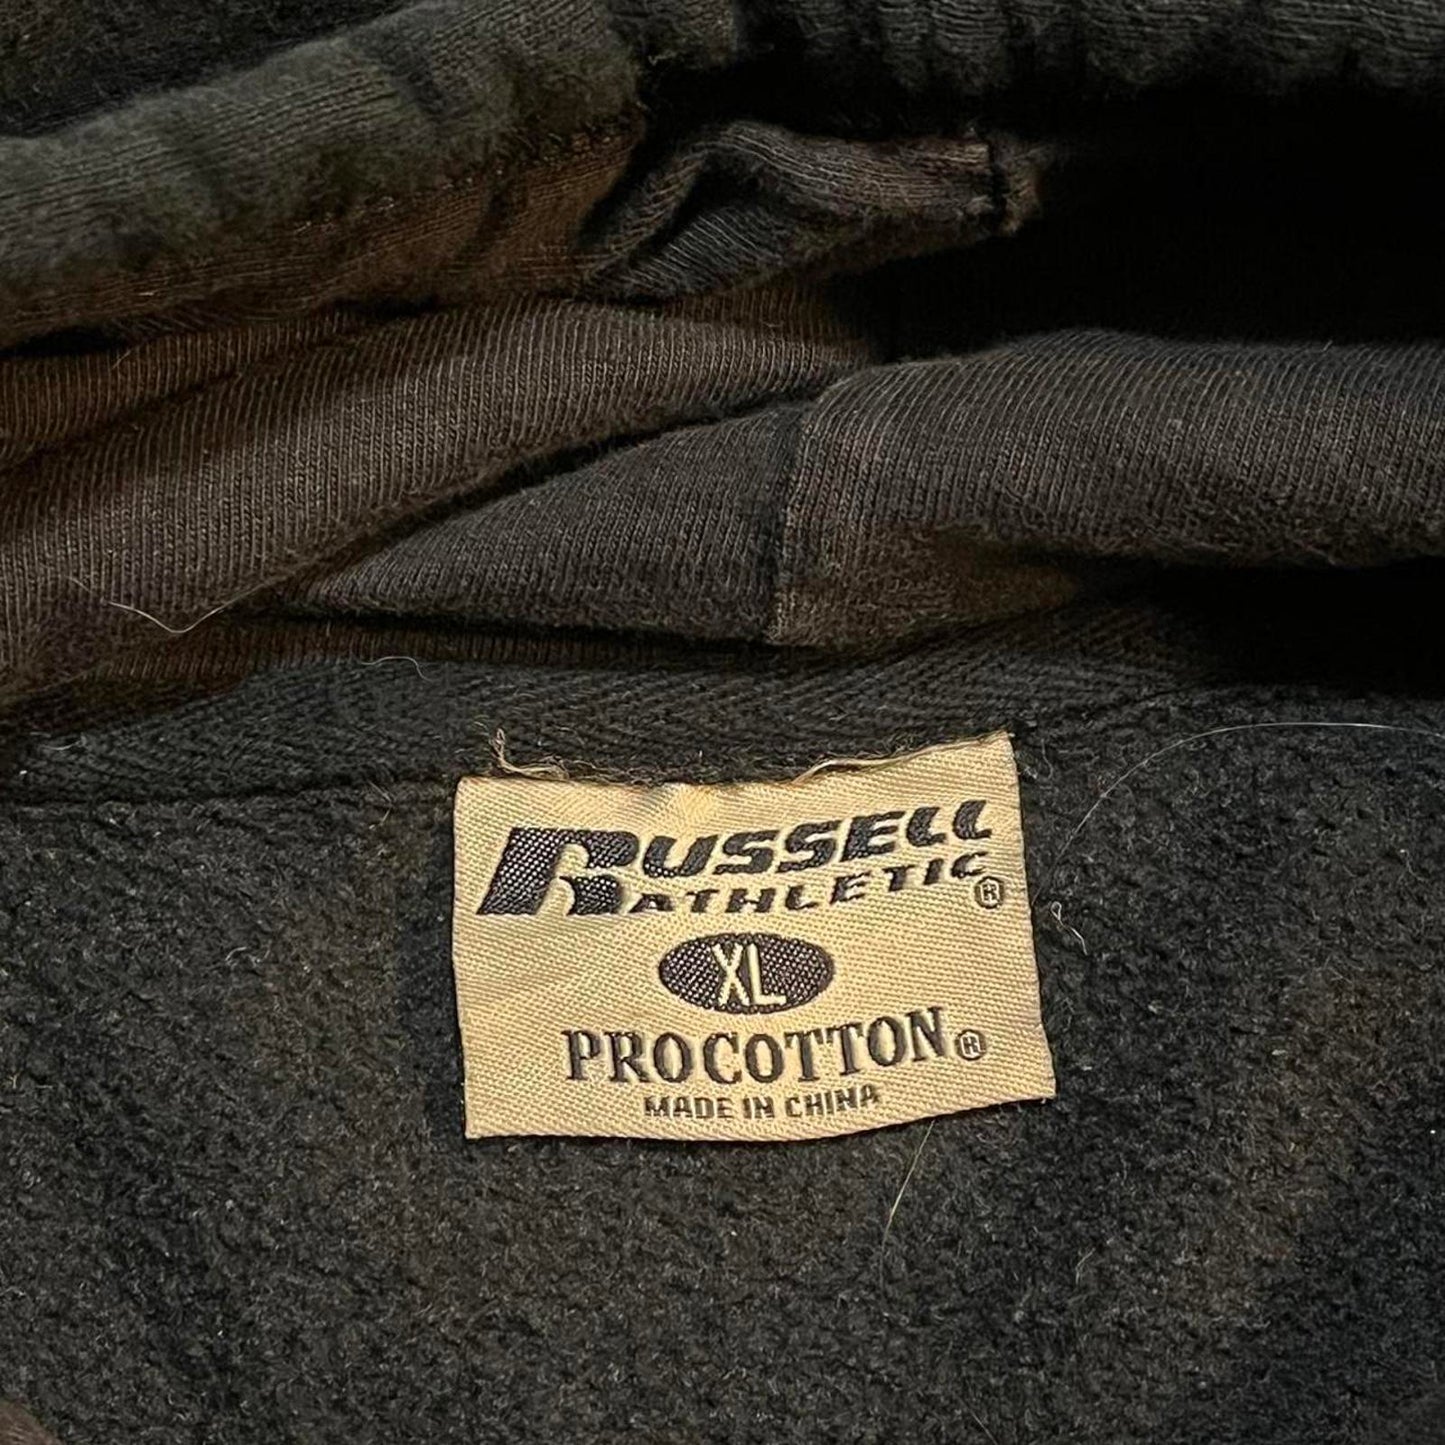 RUSSELL
ATHLETIC®
XL
PROCOTTON®
MADE IN CHINA